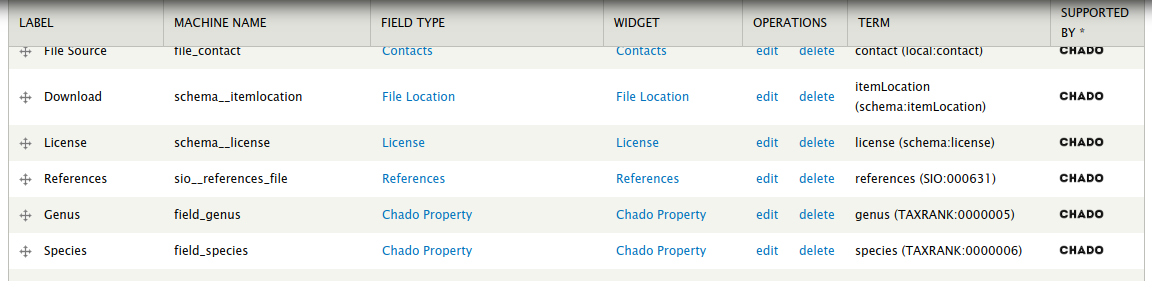 LABEL MACHINE NAME FIELD TYPE WIDGET OPERATIONS TERM SUPPORTED BY *
File Source file_contact Contacts Contacts edit delete contact (local:contact) CHADO
Download schema__itemlocation File Location File Location edit delete itemLocation (schema:itemLocation) CHADO
License schema__license License License edit delete license (schema:license) CHADO
References sio__references_file References References edit delete references (SIO:000631) CHADO
Genus field_genus Chado Property Chado Property edit delete genus (TAXRANK:0000005) CHADO
Species field_species Chado Property Chado Property edit delete species (TAXRANK:0000006) CHADO